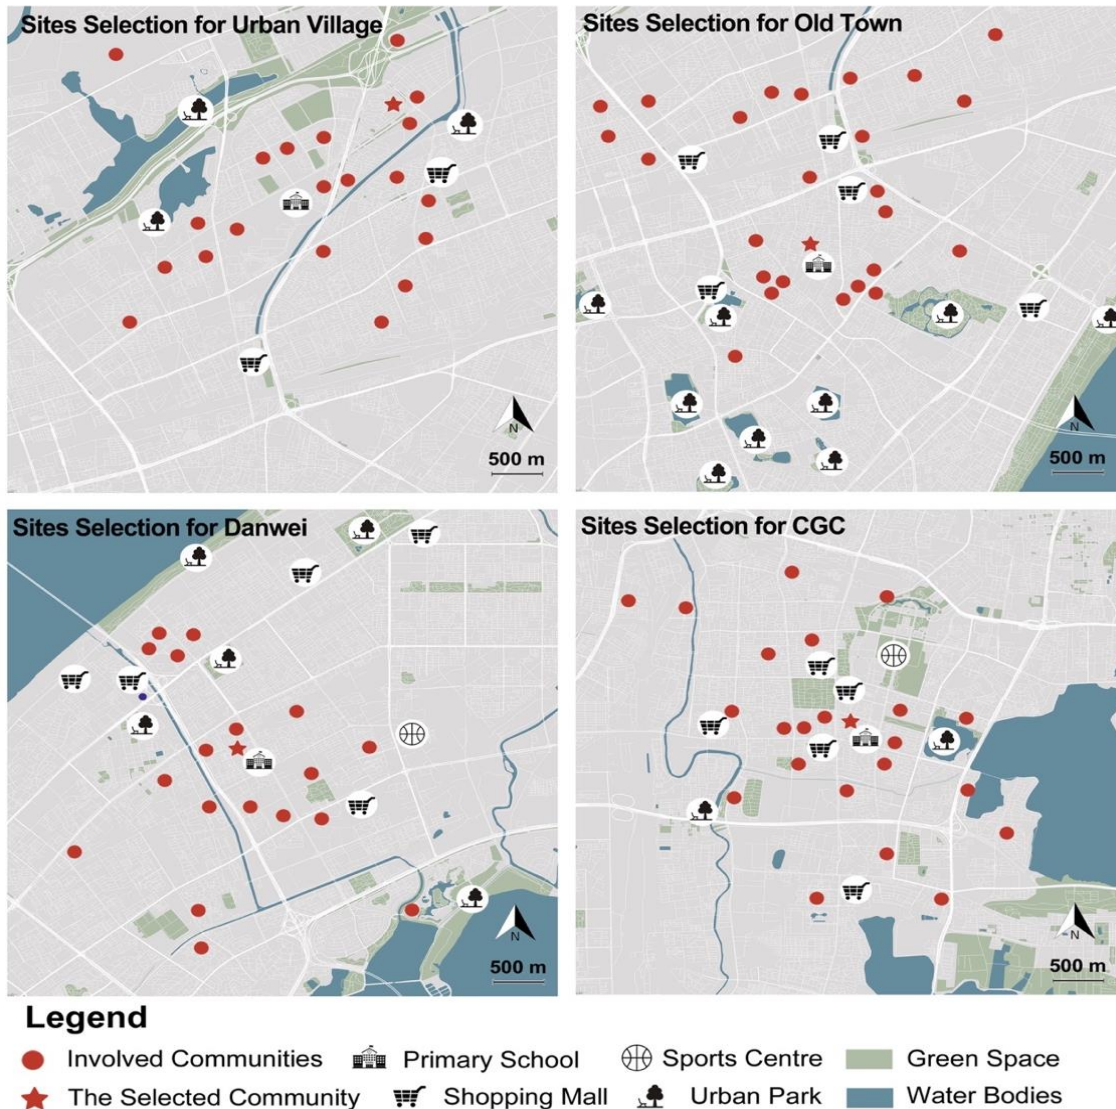 Sites Selection for Urban Village
Sites Selection for Old Town
N
500 m
N
500 m
Sites Selection for Danwei
Sites Selection for CGC
N
500 m
N
500 m
Legend
Involved Communities
Primary School
Sports Centre
Green Space
The Selected Community
Shopping Mall
Urban Park
Water Bodies